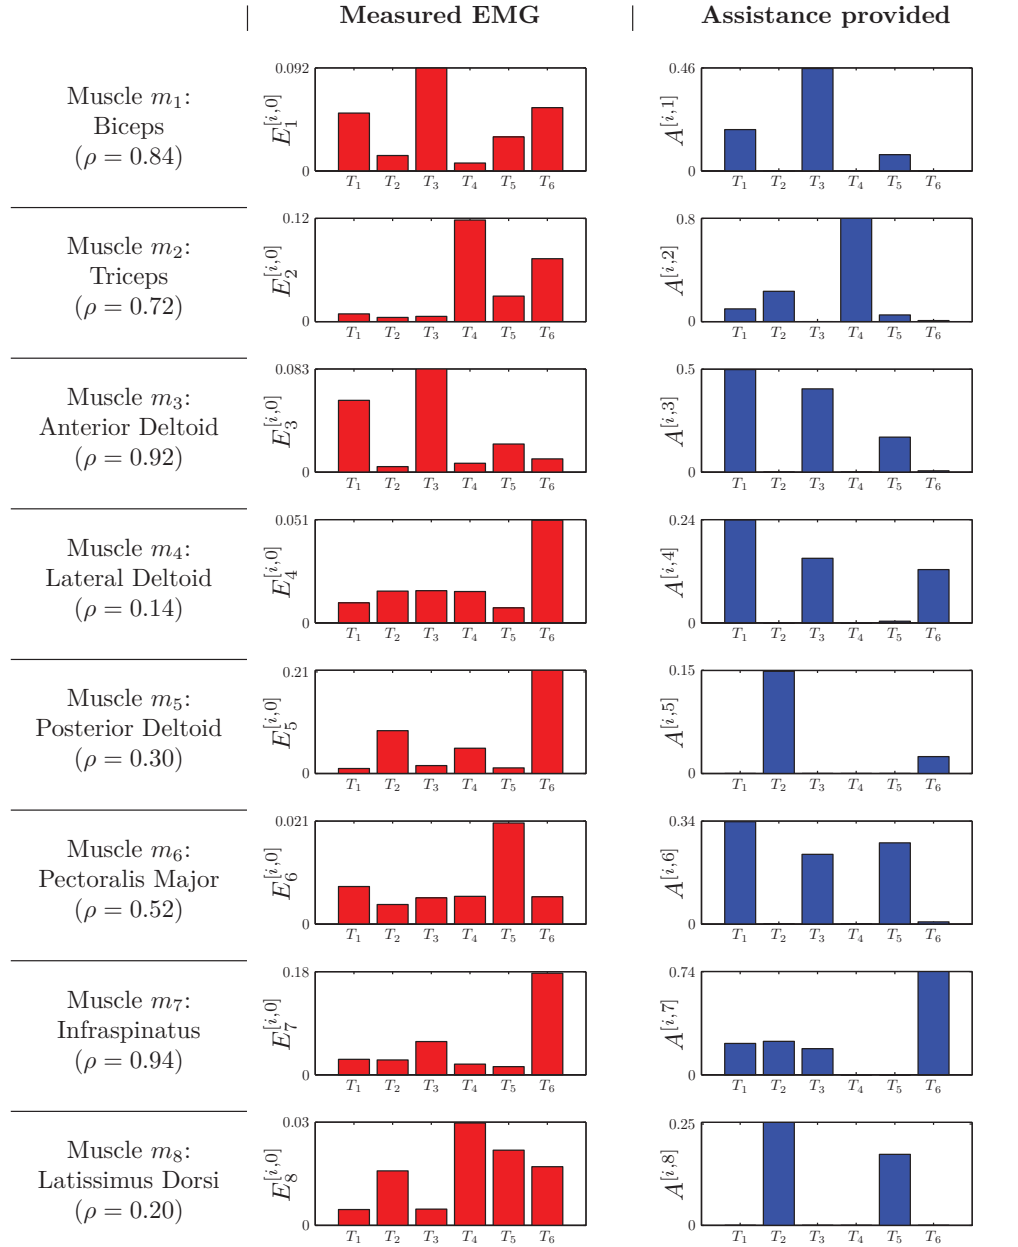 | Measured EMG | Assistance provided
Muscle m₁:
Biceps
(ρ = 0.84)
E₁^[i,0]
0.092
0
T₁ T₂ T₃ T₄ T₅ T₆
A^[i,1]
0.46
0
T₁ T₂ T₃ T₄ T₅ T₆
Muscle m₂:
Triceps
(ρ = 0.72)
E₂^[i,0]
0.12
0
T₁ T₂ T₃ T₄ T₅ T₆
A^[i,2]
0.8
0
T₁ T₂ T₃ T₄ T₅ T₆
Muscle m₃:
Anterior Deltoid
(ρ = 0.92)
E₃^[i,0]
0.083
0
T₁ T₂ T₃ T₄ T₅ T₆
A^[i,3]
0.5
0
T₁ T₂ T₃ T₄ T₅ T₆
Muscle m₄:
Lateral Deltoid
(ρ = 0.14)
E₄^[i,0]
0.051
0
T₁ T₂ T₃ T₄ T₅ T₆
A^[i,4]
0.24
0
T₁ T₂ T₃ T₄ T₅ T₆
Muscle m₅:
Posterior Deltoid
(ρ = 0.30)
E₅^[i,0]
0.21
0
T₁ T₂ T₃ T₄ T₅ T₆
A^[i,5]
0.15
0
T₁ T₂ T₃ T₄ T₅ T₆
Muscle m₆:
Pectoralis Major
(ρ = 0.52)
E₆^[i,0]
0.021
0
T₁ T₂ T₃ T₄ T₅ T₆
A^[i,6]
0.34
0
T₁ T₂ T₃ T₄ T₅ T₆
Muscle m₇:
Infraspinatus
(ρ = 0.94)
E₇^[i,0]
0.18
0
T₁ T₂ T₃ T₄ T₅ T₆
A^[i,7]
0.74
0
T₁ T₂ T₃ T₄ T₅ T₆
Muscle m₈:
Latissimus Dorsi
(ρ = 0.20)
E₈^[i,0]
0.03
0
T₁ T₂ T₃ T₄ T₅ T₆
A^[i,8]
0.25
0
T₁ T₂ T₃ T₄ T₅ T₆